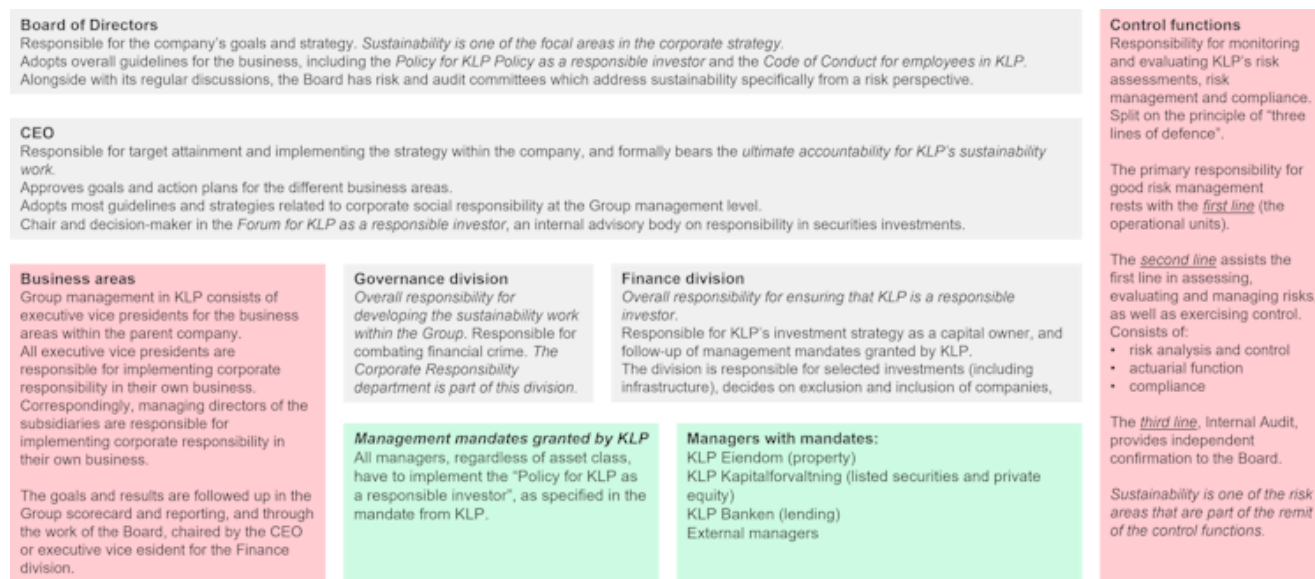 Board of Directors
Responsible for the company's goals and strategy. Sustainability is one of the focal areas in the corporate strategy.
Adopts overall guidelines for the business, including the Policy for KLP Policy as a responsible investor and the Code of Conduct for employees in KLP.
Alongside with its regular discussions, the Board has risk and audit committees which address sustainability specifically from a risk perspective.
CEO
Responsible for target attainment and implementing the strategy within the company, and formally bears the ultimate accountability for KLP's sustainability
work.
Approves goals and action plans for the different business areas.
Adopts most guidelines and strategies related to corporate social responsibility at the Group management level.
Chair and decision-maker in the Forum for KLP as a responsible investor, an internal advisory body on responsibility in securities investments.
Business areas
Group management in KLP consists of
executive vice presidents for the business
areas within the parent company.
All executive vice presidents are
responsible for implementing corporate
responsibility in their own business.
Correspondingly, managing directors of the
subsidiaries are responsible for
implementing corporate responsibility in
their own business.
The goals and results are followed up in the
Group scorecard and reporting, and through
the work of the Board, chaired by the CEO
or executive vice esident for the Finance
division.
Governance division
Overall responsibility for
developing the sustainability work
within the Group. Responsible for
combating financial crime. The
Corporate Responsibility
department is part of this division.
Finance division
Overall responsibility for ensuring that KLP is a responsible
investor.
Responsible for KLP's investment strategy as a capital owner, and
follow-up of management mandates granted by KLP.
The division is responsible for selected investments (including
infrastructure), decides on exclusion and inclusion of companies,
Management mandates granted by KLP
All managers, regardless of asset class,
have to implement the "Policy for KLP as
a responsible investor", as specified in the
mandate from KLP.
Managers with mandates:
KLP Eiendom (property)
KLP Kapitalforvaltning (listed securities and private
equity)
KLP Banken (lending)
External managers
Control functions
Responsibility for monitoring
and evaluating KLP's risk
assessments, risk
management and compliance.
Split on the principle of "three
lines of defence".
The primary responsibility for
good risk management
rests with the first line (the
operational units).
The second line assists the
first line in assessing,
evaluating and managing risks
as well as exercising control.
Consists of:
• risk analysis and control
• actuarial function
• compliance
The third line, Internal Audit,
provides independent
confirmation to the Board.
Sustainability is one of the risk
areas that are part of the remit
of the control functions.